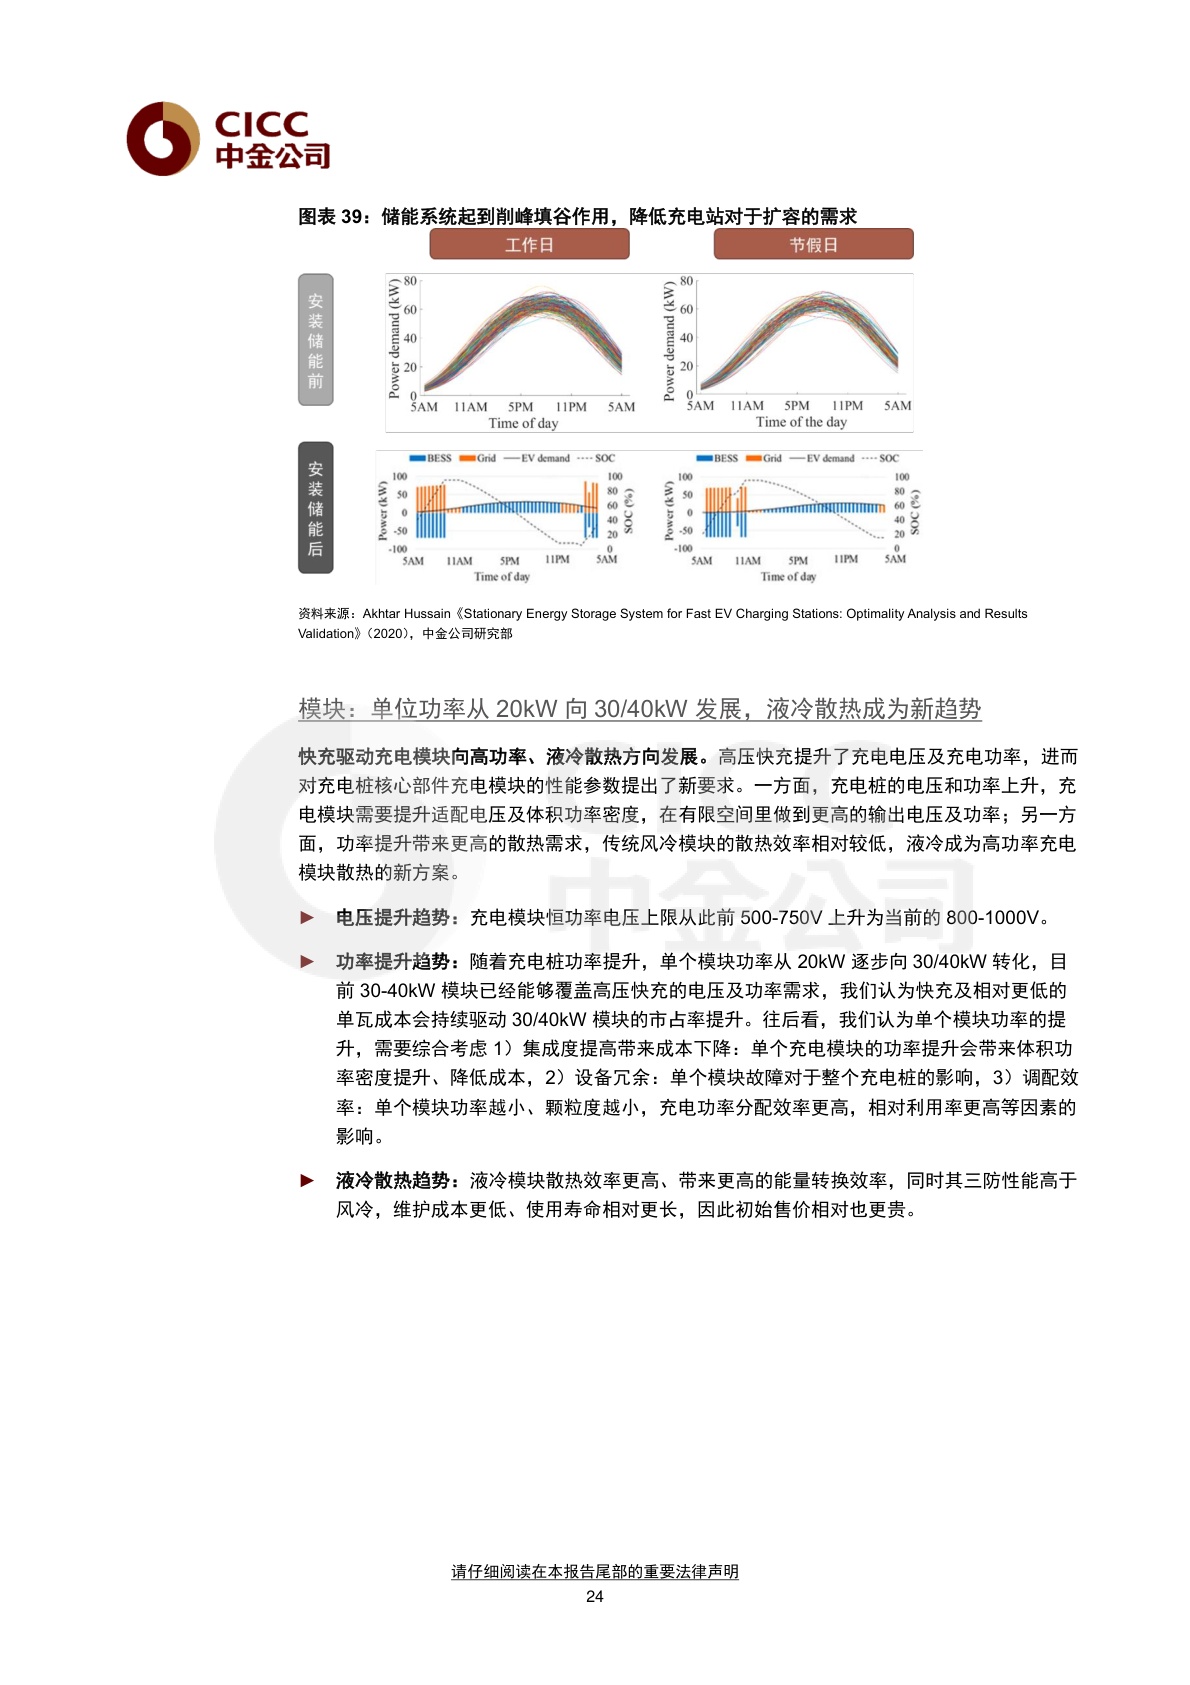 CICC
中金公司
图表 39：储能系统起到削峰填谷作用，降低充电站对于扩容的需求
工作日
节假日
安装储能前
Power demand (kW)
80
60
40
20
0
5AM 11AM 5PM 11PM 5AM
Time of day
Power demand (kW)
80
60
40
20
0
5AM 11AM 5PM 11PM 5AM
Time of the day
安装储能后
BESS Grid EV demand SOC
Power (kW)
100
50
0
-50
-100
100
80
60
40
20
0
SOC (%)
5AM 11AM 5PM 11PM 5AM
Time of day
BESS Grid EV demand SOC
Power (kW)
100
50
0
-50
-100
100
80
60
40
20
0
SOC (%)
5AM 11AM 5PM 11PM 5AM
Time of day
资料来源：Akhtar Hussain《Stationary Energy Storage System for Fast EV Charging Stations: Optimality Analysis and Results
Validation》（2020），中金公司研究部
模块：单位功率从 20kW 向 30/40kW 发展，液冷散热成为新趋势
快充驱动充电模块向高功率、液冷散热方向发展。高压快充提升了充电电压及充电功率，进而
对充电桩核心部件充电模块的性能参数提出了新要求。一方面，充电桩的电压和功率上升，充
电模块需要提升适配电压及体积功率密度，在有限空间里做到更高的输出电压及功率；另一方
面，功率提升带来更高的散热需求，传统风冷模块的散热效率相对较低，液冷成为高功率充电
模块散热的新方案。
► 电压提升趋势：充电模块恒功率电压上限从此前 500-750V 上升为当前的 800-1000V。
► 功率提升趋势：随着充电桩功率提升，单个模块功率从 20kW 逐步向 30/40kW 转化，目
前 30-40kW 模块已经能够覆盖高压快充的电压及功率需求，我们认为快充及相对更低的
单瓦成本会持续驱动 30/40kW 模块的市占率提升。往后看，我们认为单个模块功率的提
升，需要综合考虑 1）集成度提高带来成本下降：单个充电模块的功率提升会带来体积功
率密度提升、降低成本，2）设备冗余：单个模块故障对于整个充电桩的影响，3）调配效
率：单个模块功率越小、颗粒度越小，充电功率分配效率更高，相对利用率更高等因素的
影响。
► 液冷散热趋势：液冷模块散热效率更高、带来更高的能量转换效率，同时其三防性能高于
风冷，维护成本更低、使用寿命相对更长，因此初始售价相对也更贵。
CICC
中金公司
请仔细阅读在本报告尾部的重要法律声明
24